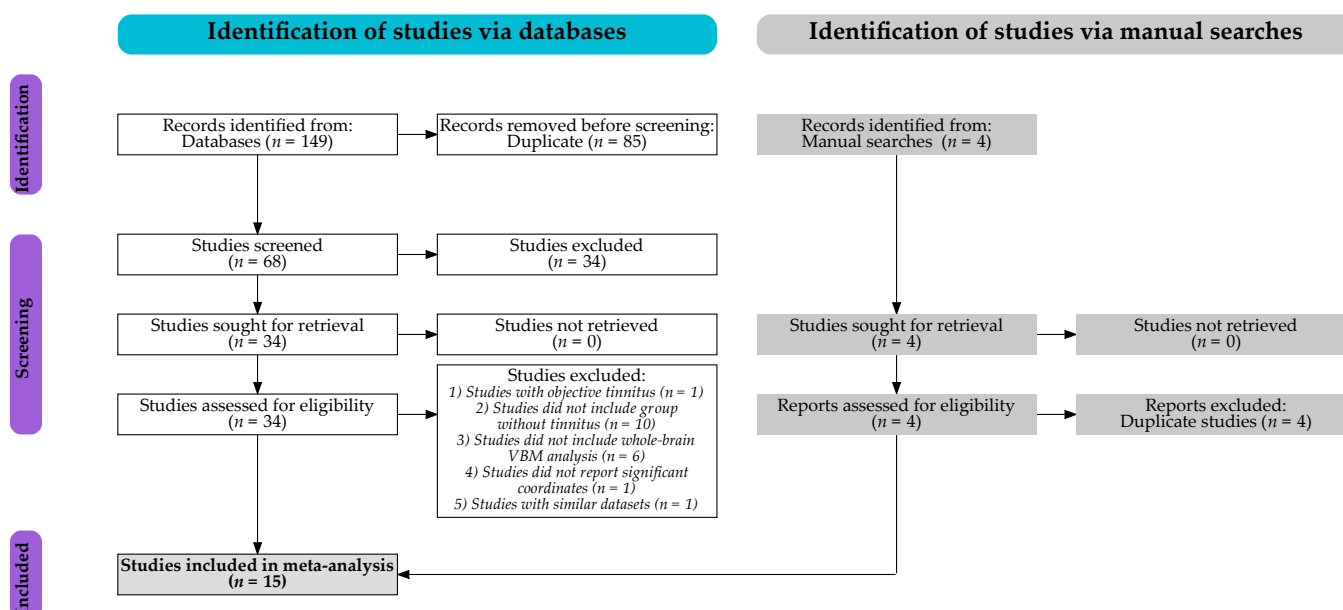 Identification of studies via databases
Identification of studies via manual searches
Identification
Records identified from:
Databases (n = 149)
Records removed before screening:
Duplicate (n = 85)
Records identified from:
Manual searches (n = 4)
Screening
Studies screened
(n = 68)
Studies excluded
(n = 34)
Studies sought for retrieval
(n = 34)
Studies not retrieved
(n = 0)
Studies sought for retrieval
(n = 4)
Studies not retrieved
(n = 0)
Studies assessed for eligibility
(n = 34)
Studies excluded:
1) Studies with objective tinnitus (n = 1)
2) Studies did not include group
without tinnitus (n = 10)
3) Studies did not include whole-brain
VBM analysis (n = 6)
4) Studies did not report significant
coordinates (n = 1)
5) Studies with similar datasets (n = 1)
Reports assessed for eligibility
(n = 4)
Reports excluded:
Duplicate studies (n = 4)
Included
Studies included in meta-analysis
(n = 15)